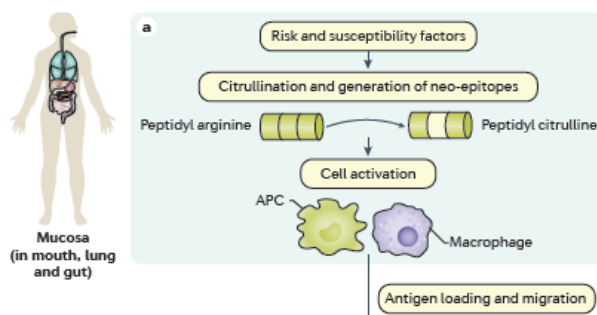 a
Risk and susceptibility factors
Citrullination and generation of neo-epitopes
Peptidyl arginine
Peptidyl citrulline
Cell activation
APC
Macrophage
Mucosa
(in mouth, lung
and gut)
Antigen loading and migration